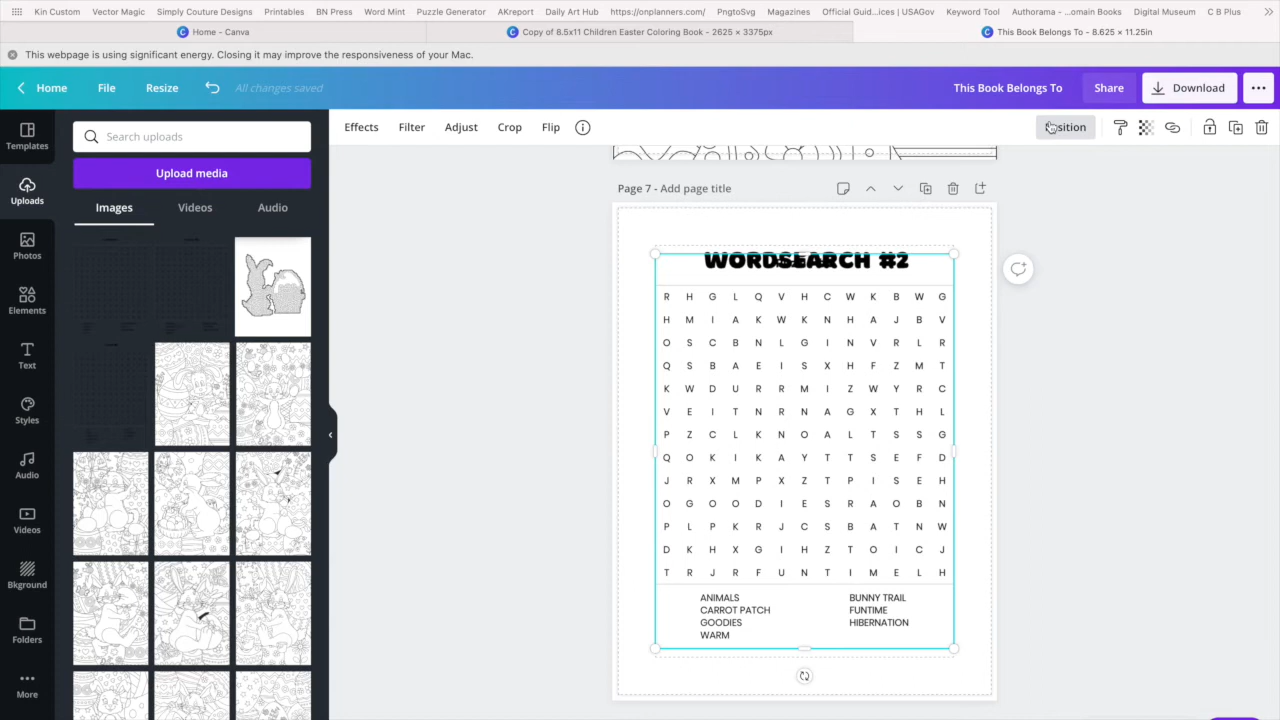 Kin Custom Vector Magic Simply Couture Designs Printables BN Press Word Mint Puzzle Generator AKreport Daily Art Hub https://onplanners.com/ PngtoSvg Magazines Official Guid...ices | USAGov Keyword Tool Authorama - ...omain Books Digital Museum C B Plus
Home - Canva Copy of 8.5x11 Children Easter Coloring Book - 2625 × 3375px This Book Belongs To - 8.625 × 11.25in
This webpage is using significant energy. Closing it may improve the responsiveness of your Mac.
Home File Resize All changes saved This Book Belongs To Share Download
Effects Filter Adjust Crop Flip
Templates
Uploads
Photos
Elements
Text
Styles
Audio
Videos
Bkground
Folders
More
Search uploads
Upload media
Images Videos Audio
Page 7 - Add page title
WORDSEARCH #2
R H G L Q V H C W K B W G
H M I A K W K N H A J B V
O S C B N L G I N V R L R
Q S B A E I S X H F Z M T
K W D U R R M I Z W Y R C
V E I T N R N A G X T H L
P Z C L K N O A L T S S G
Q O K I K A Y T T S E F D
J R X M P X Z T P I S E H
O G O O D I E S R A O B N
P L P K R J C S B A T N W
D K H X G I H Z T O I C J
T R J R F U N T I M E L H
ANIMALS BUNNY TRAIL
CARROT PATCH FUNTIME
GOODIES HIBERNATION
WARM